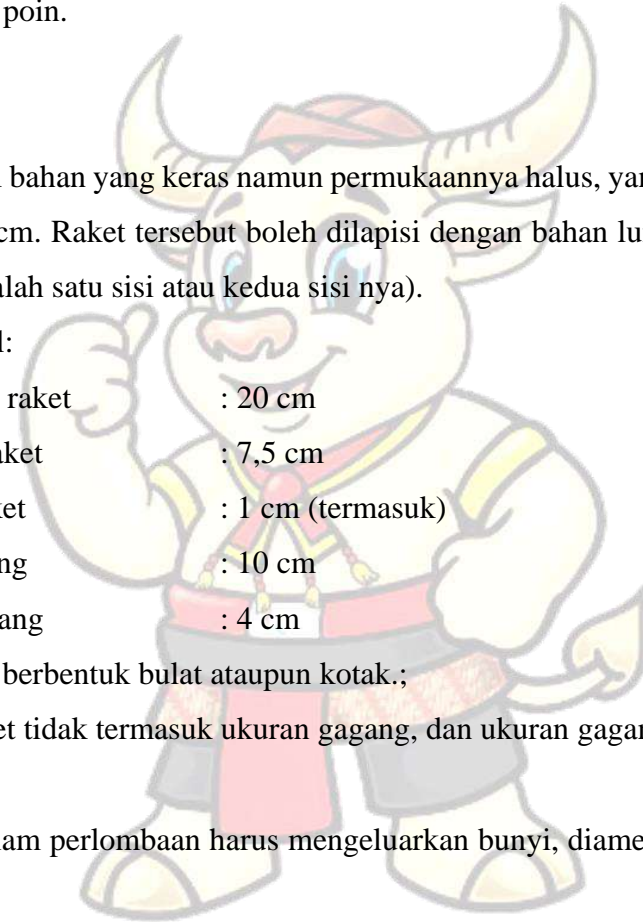 poin.
bahan yang keras namun permukaannya halus, yan
cm. Raket tersebut boleh dilapisi dengan bahan lu
alah satu sisi atau kedua sisi nya).
l:
raket : 20 cm
aket : 7,5 cm
ket : 1 cm (termasuk)
ng : 10 cm
ang : 4 cm
berbentuk bulat ataupun kotak.;
et tidak termasuk ukuran gagang, dan ukuran gagan
lam perlombaan harus mengeluarkan bunyi, diame